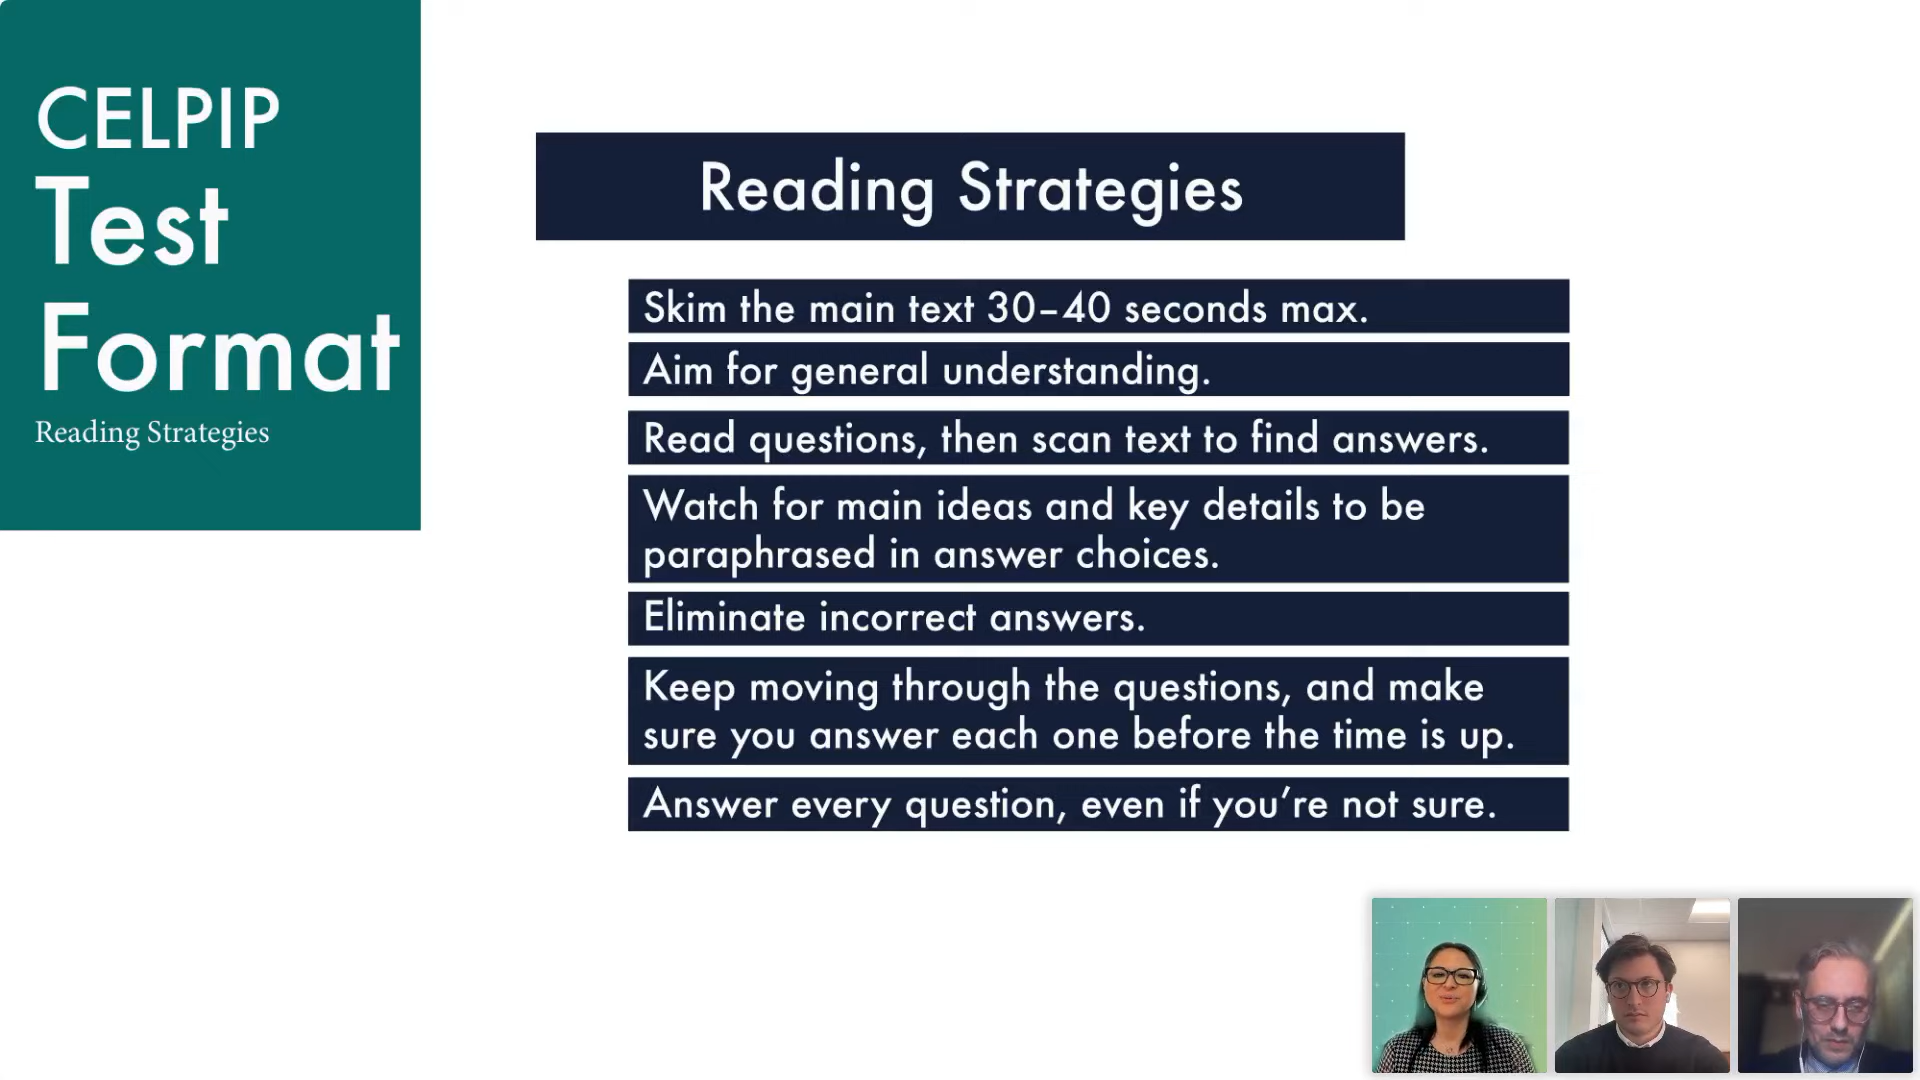 CELPIP
Test
Format
Reading Strategies
Reading Strategies
Skim the main text 30–40 seconds max.
Aim for general understanding.
Read questions, then scan text to find answers.
Watch for main ideas and key details to be
paraphrased in answer choices.
Eliminate incorrect answers.
Keep moving through the questions, and make
sure you answer each one before the time is up.
Answer every question, even if you’re not sure.